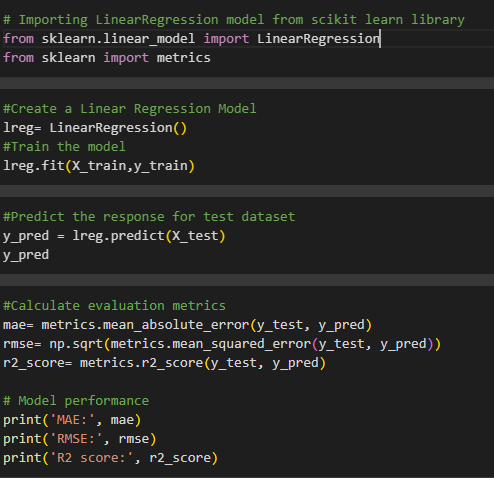 # Importing LinearRegression model from scikit learn library
from sklearn.linear_model import LinearRegression
from sklearn import metrics
#Create a Linear Regression Model
lreg= LinearRegression()
#Train the model
lreg.fit(X_train,y_train)
#Predict the response for test dataset
y_pred = lreg.predict(X_test)
y_pred
#Calculate evaluation metrics
mae= metrics.mean_absolute_error(y_test, y_pred)
rmse= np.sqrt(metrics.mean_squared_error(y_test, y_pred))
r2_score= metrics.r2_score(y_test, y_pred)
# Model performance
print('MAE:', mae)
print('RMSE:', rmse)
print('R2 score:', r2_score)